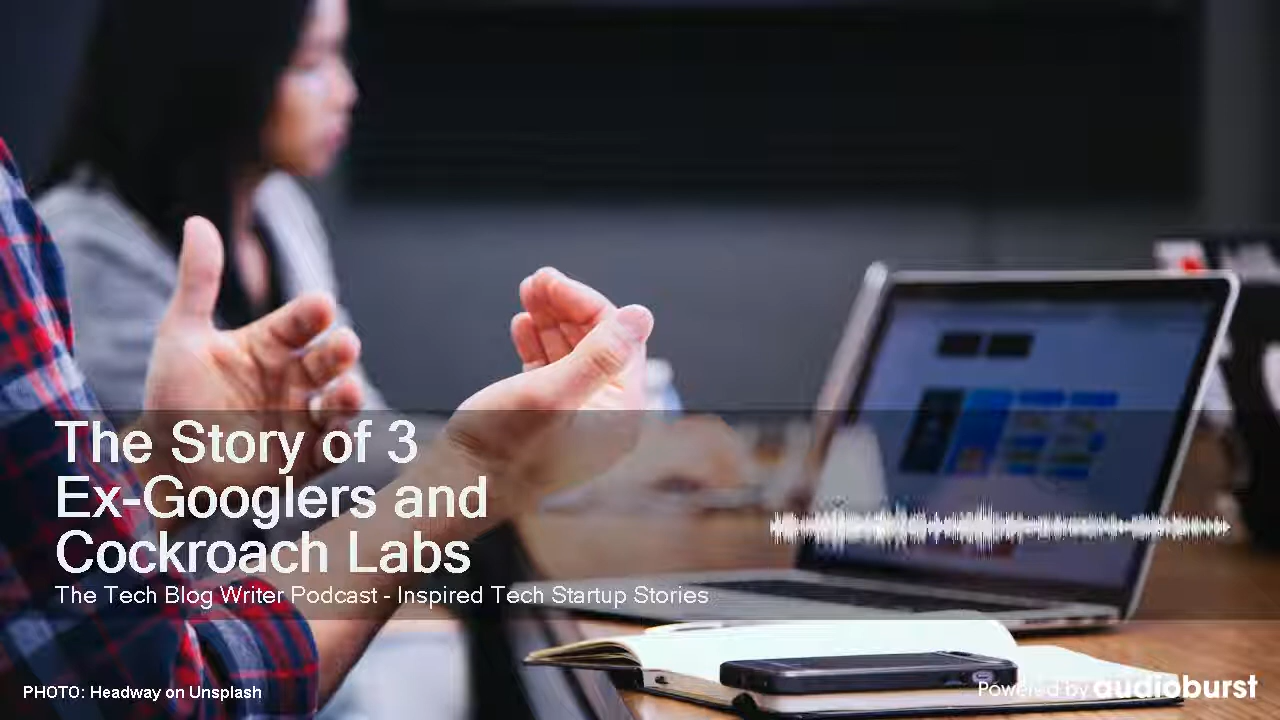 The Story of 3
Ex-Googlers and
Cockroach Labs
The Tech Blog Writer Podcast - Inspired Tech Startup Stories
PHOTO: Headway on Unsplash
Powered by audioburst